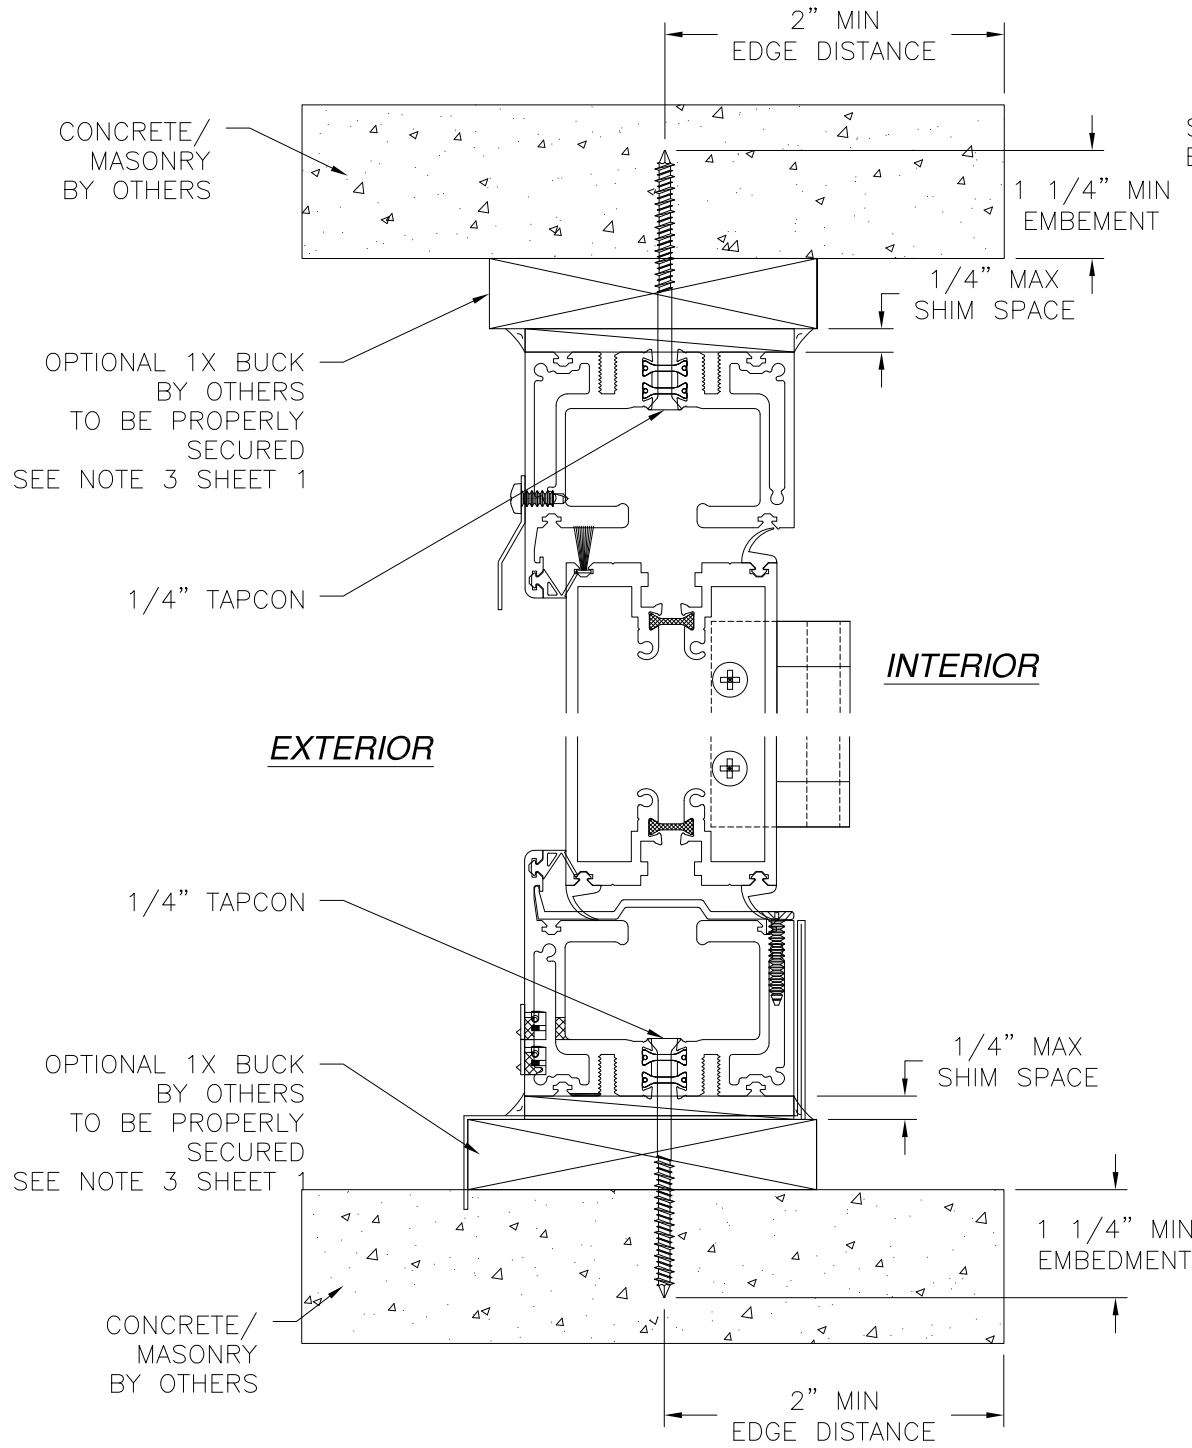 2” MIN
EDGE DISTANCE
CONCRETE/
MASONRY
BY OTHERS
1 1/4” MIN
EMBEMENT
1/4” MAX
SHIM SPACE
OPTIONAL 1X BUCK
BY OTHERS
TO BE PROPERLY
SECURED
SEE NOTE 3 SHEET 1
1/4” TAPCON
INTERIOR
EXTERIOR
1/4” TAPCON
1/4” MAX
SHIM SPACE
OPTIONAL 1X BUCK
BY OTHERS
TO BE PROPERLY
SECURED
SEE NOTE 3 SHEET 1
1 1/4” MIN
EMBEDMENT
CONCRETE/
MASONRY
BY OTHERS
2” MIN
EDGE DISTANCE